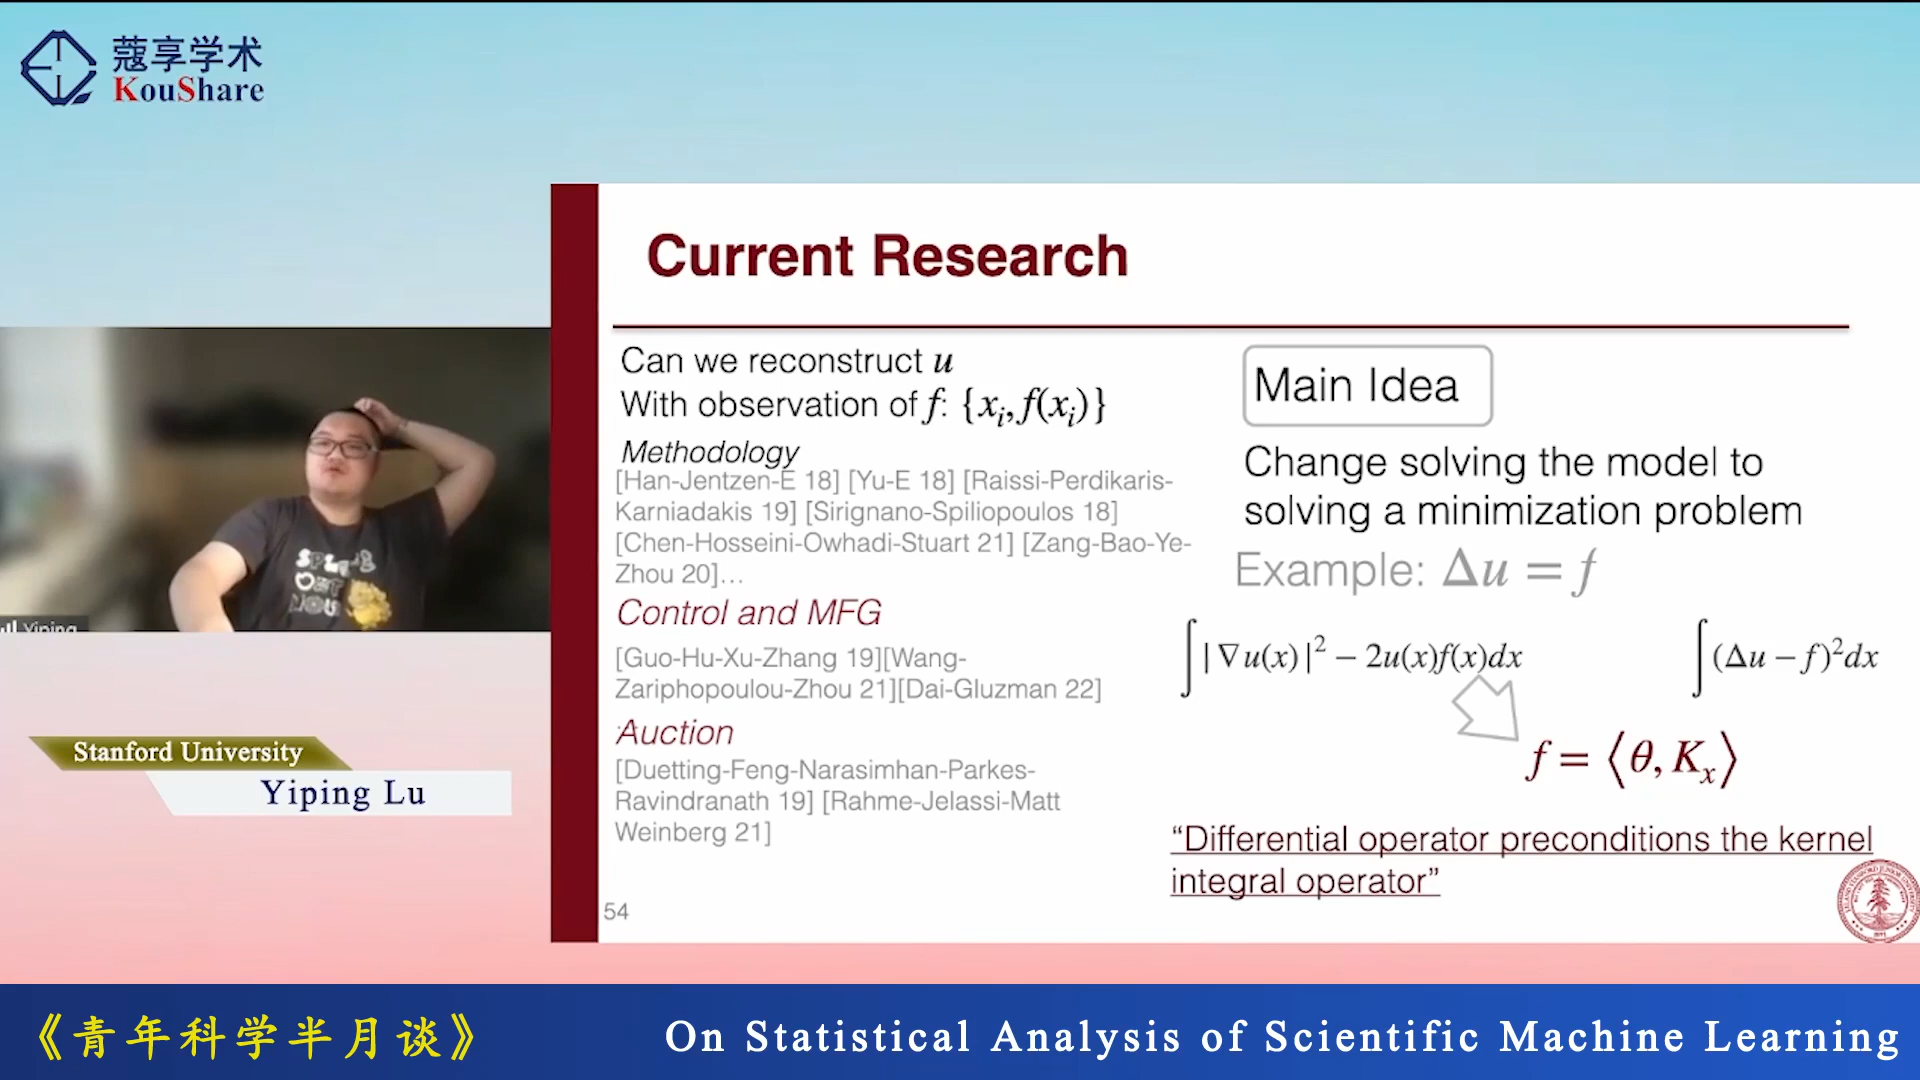 蔻享学术
KouShare
Current Research
Can we reconstruct u
With observation of f: {x_i, f(x_i)}
Methodology
[Han-Jentzen-E 18] [Yu-E 18] [Raissi-Perdikaris-
Karniadakis 19] [Sirignano-Spiliopoulos 18]
[Chen-Hosseini-Owhadi-Stuart 21] [Zang-Bao-Ye-
Zhou 20]…
Control and MFG
[Guo-Hu-Xu-Zhang 19][Wang-
Zariphopoulou-Zhou 21][Dai-Gluzman 22]
Auction
[Duetting-Feng-Narasimhan-Parkes-
Ravindranath 19] [Rahme-Jelassi-Matt
Weinberg 21]
54
Main Idea
Change solving the model to
solving a minimization problem
Example: Δu = f
∫|∇u(x)|² − 2u(x)f(x)dx
∫(Δu − f)²dx
f = ⟨θ, K_x⟩
“Differential operator preconditions the kernel
integral operator”
Yiping
Stanford University
Yiping Lu
《青年科学半月谈》
On Statistical Analysis of Scientific Machine Learning